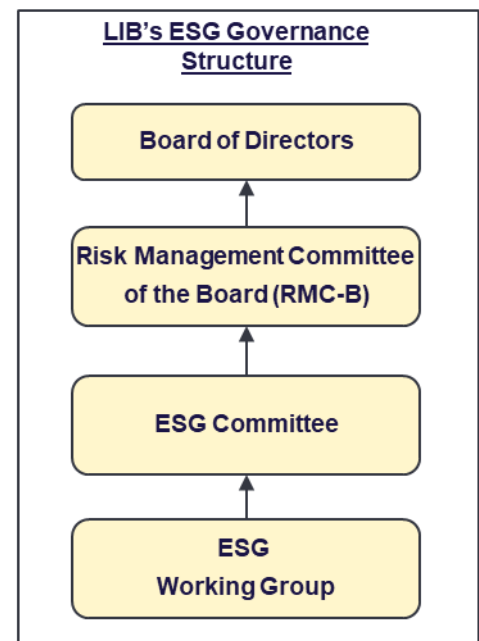 LIB's ESG Governance
Structure
Board of Directors
Risk Management Committee
of the Board (RMC-B)
ESG Committee
ESG
Working Group